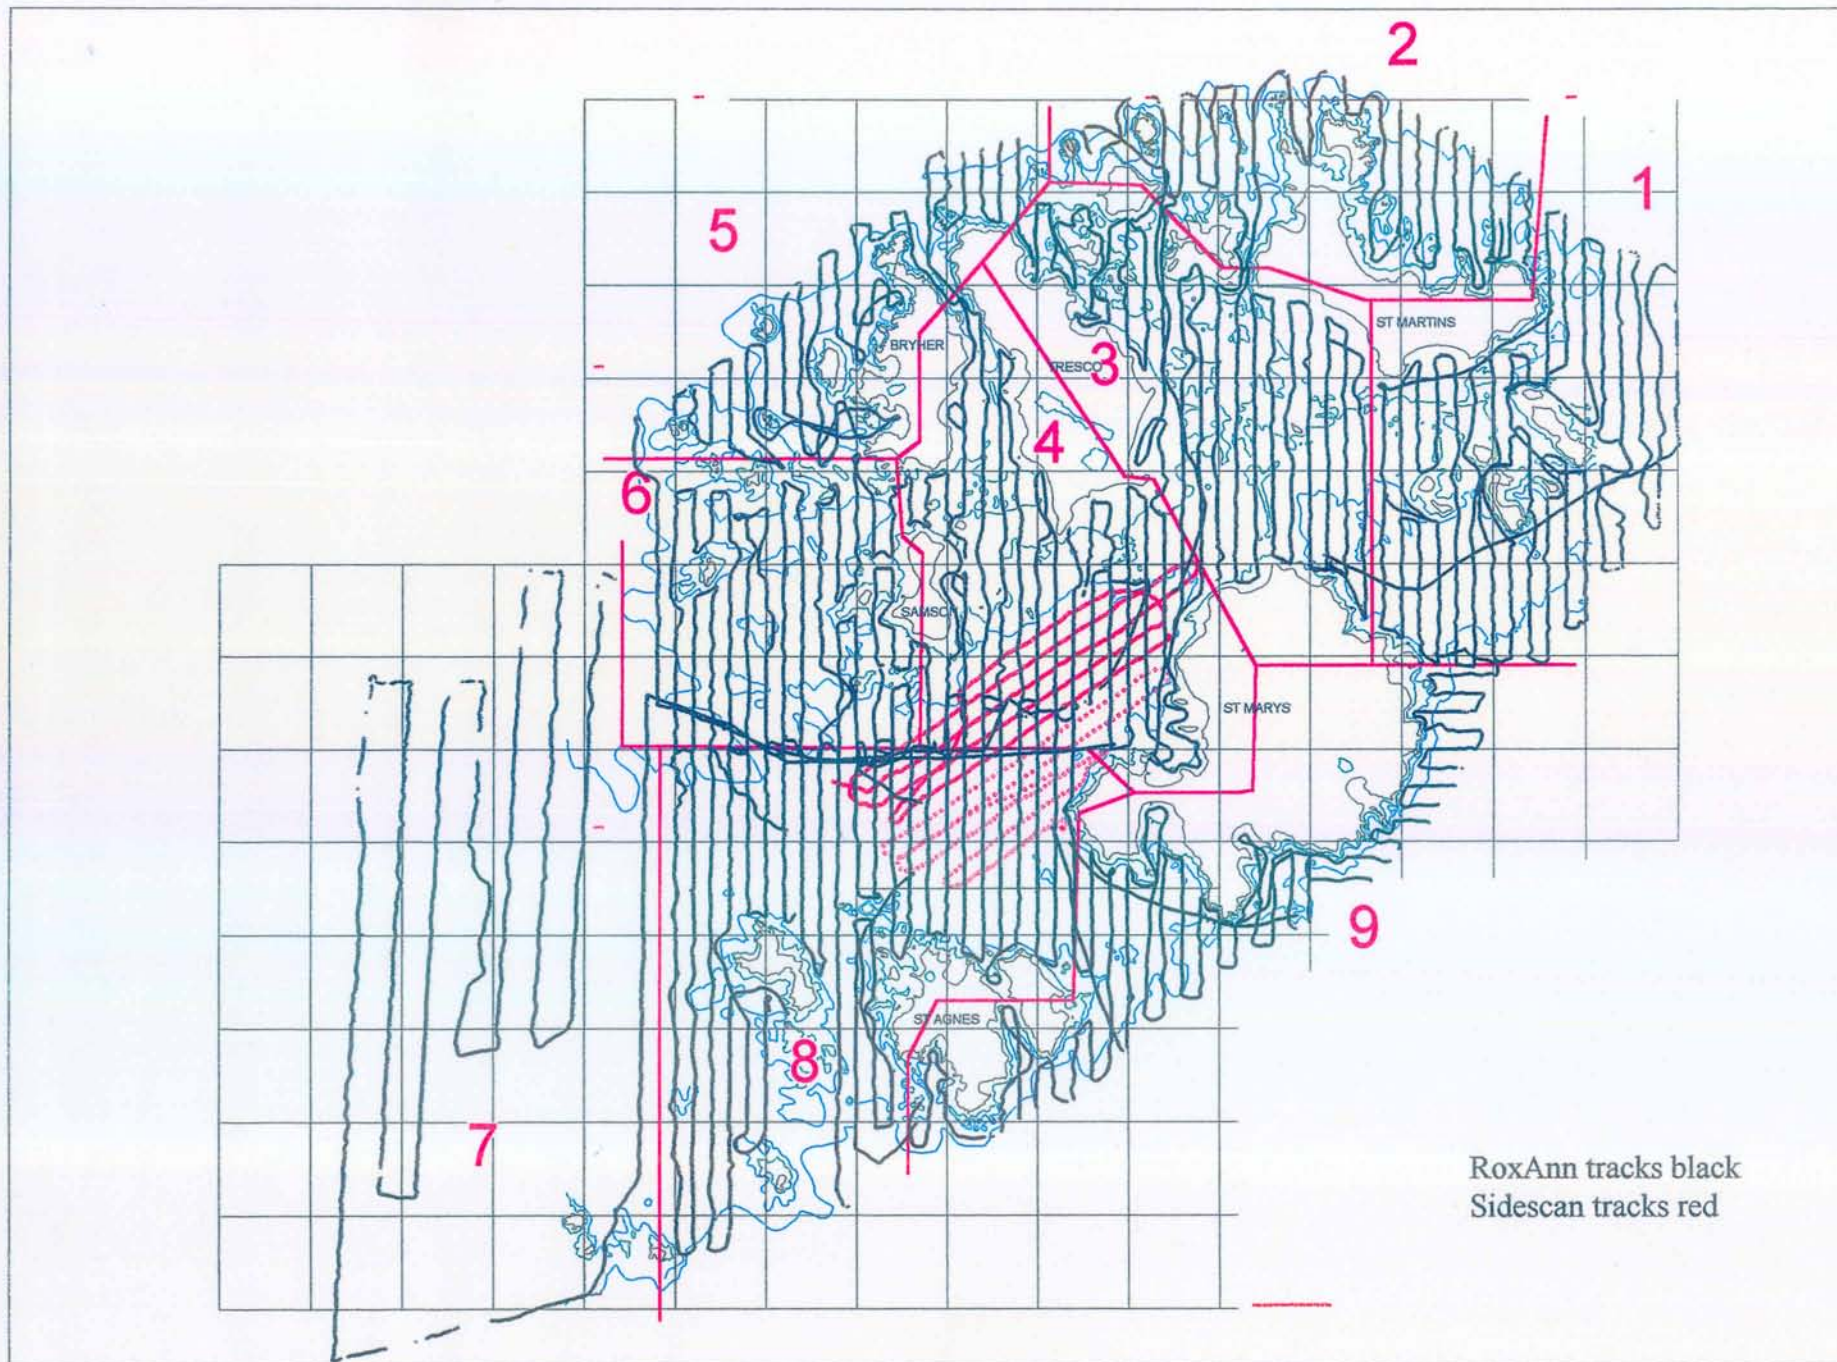 2
1
5
ST MARTINS
BRYHER
TRESCO
3
4
6
SAMSON
ST MARYS
9
ST AGNES
8
7
RoxAnn tracks black
Sidescan tracks red